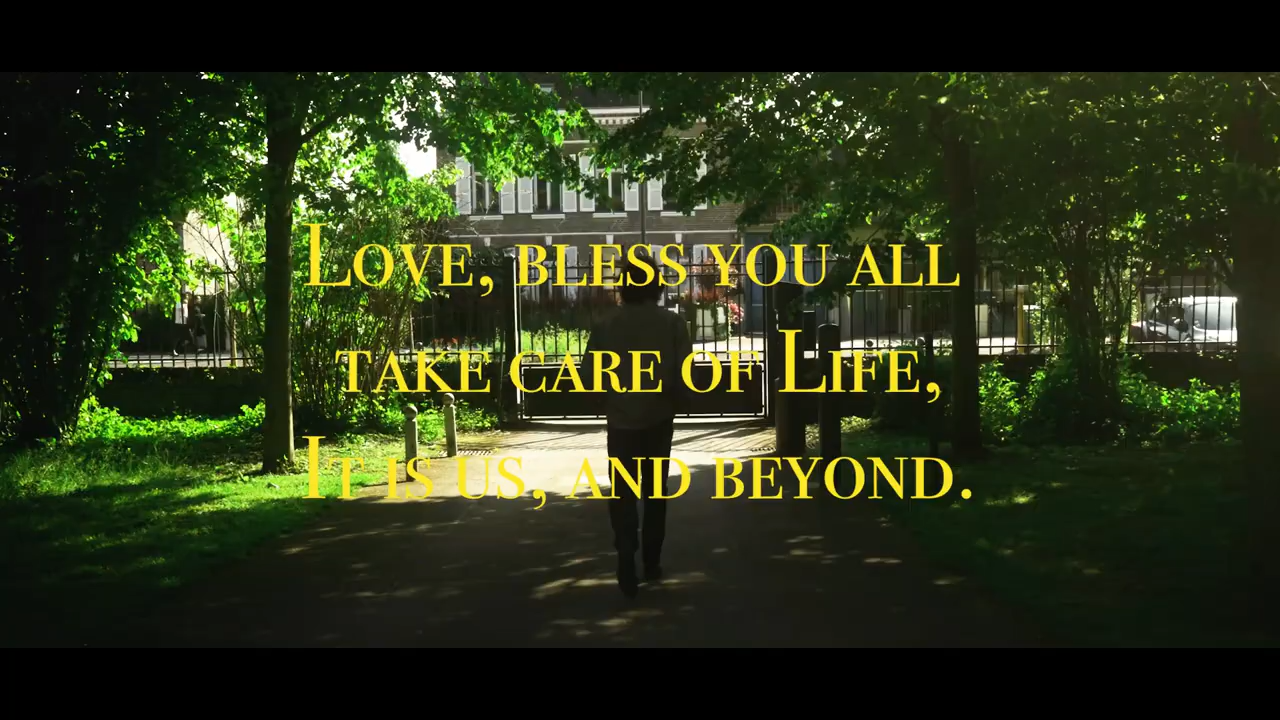 Love, bless you all
take care of Life,
It is us, and beyond.